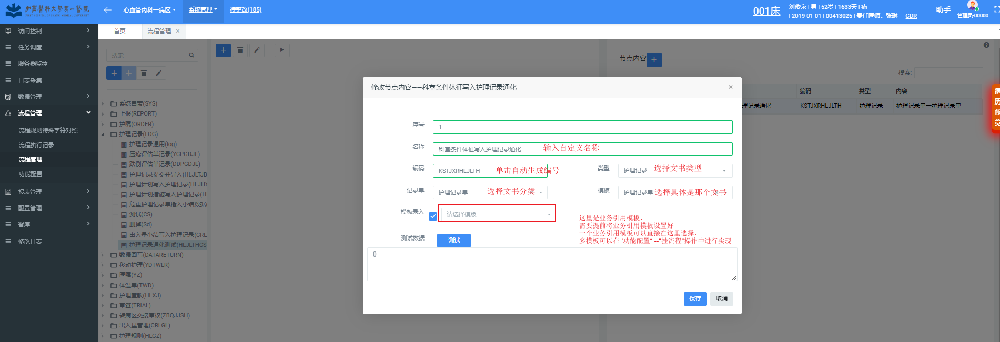 山西医科大学第一医院
FIRST HOSPITAL OF SHANXI MEDICAL UNIVERSITY
心血管内科一病区
系统管理
待整改(185)
001床
刘俊永 | 男 | 52岁 | 1633天 | 痛
| 2019-01-01 | 00413025 | 责任医师：张琳
CDR
助手
管理员-00000
访问控制
任务调度
服务器监控
日志采集
数据管理
流程管理
流程规则特殊字符对照
流程执行记录
流程管理
功能配置
报表管理
配置管理
智库
修改日志
首页
流程管理 ×
搜索
系统自带(SYS)
上报(REPORT)
护嘱(ORDER)
护理记录(LOG)
护理记录通用(log)
压疮评估单记录(YCPGDJL)
跌倒评估单记录(DDPGDJL)
护理记录提交并导入(HLJLTJB
护理计划写入护理记录(HLJHX
护理计划措施写入护理记录(H
危重护理记录单插入小结数据(
测试(CS)
删掉(Sd)
出入量小结写入护理记录(CRL
护理记录通化测试(HLJLTHCS
数据回写(DATARETURN)
移动护理(YDTWLR)
医嘱(YZ)
体温单(TWD)
护理宣教(HLXJ)
审签(TRIAL)
转病区交接审核(ZBQJJSH)
出入量管理(CRLGL)
护理规则(HLGZ)
节点内容
搜索:
编码 类型 内容
理记录通化 KSTJXRHLJLTH 护理记录 护理记录单一护理记录单
病历预览
修改节点内容——科室条件体征写入护理记录通化 ×
序号 1
名称 科室条件体征写入护理记录通化 输入自定义名称
编码 KSTJXRHLJLTH 单击自动生成编号
类型 护理记录 选择文书类型
记录单 护理记录单 选择文书分类
模板 护理记录单 选择具体是那个文书
模板录入 请选择模版
这里是业务引用模板，
需要提前将业务引用模板设置好
一个业务引用模板可以直接在这里选择，
多模板可以在 ‘功能配置“ --”挂流程”操作中进行实现
测试数据 测试
{}
保存 取消